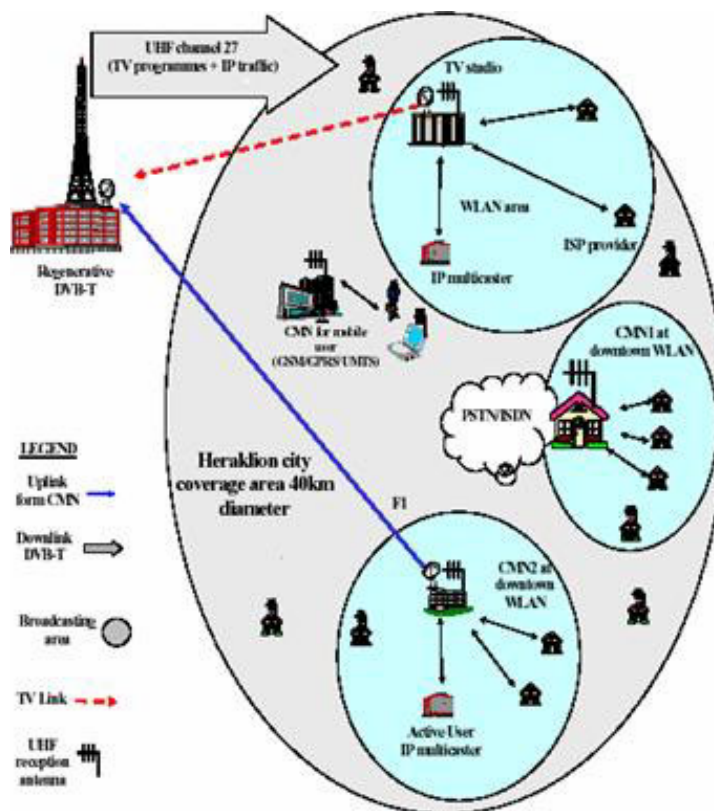 UHF channel 27
(TV programmes + IP traffic)
TV studio
WLAN area
ISP provider
IP multicaster
Regenerative
DVB-T
CMN for mobile
user
(GSM/GPRS/UMTS)
CMN1 at
downtown WLAN
PSTN/ISDN
LEGEND
Uplink
form CMN
Downlink
DVB-T
Broadcasting
area
TV Link
UHF
reception
antenna
Heraklion city
coverage area 40km
diameter
F1
CMN2 at
downtown
WLAN
Active User
IP multicaster